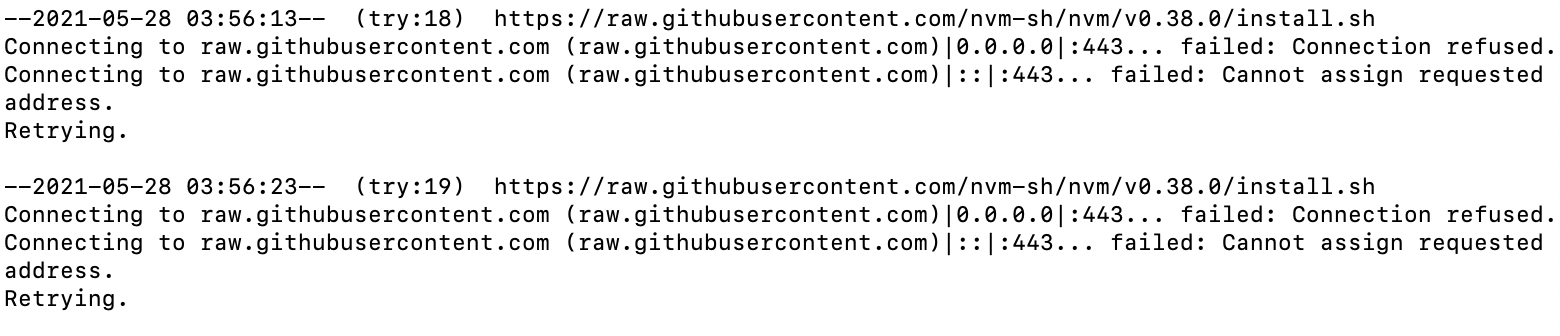 --2021-05-28 03:56:13--  (try:18)  https://raw.githubusercontent.com/nvm-sh/nvm/v0.38.0/install.sh
Connecting to raw.githubusercontent.com (raw.githubusercontent.com)|0.0.0.0|:443... failed: Connection refused.
Connecting to raw.githubusercontent.com (raw.githubusercontent.com)|::|:443... failed: Cannot assign requested
address.
Retrying.

--2021-05-28 03:56:23--  (try:19)  https://raw.githubusercontent.com/nvm-sh/nvm/v0.38.0/install.sh
Connecting to raw.githubusercontent.com (raw.githubusercontent.com)|0.0.0.0|:443... failed: Connection refused.
Connecting to raw.githubusercontent.com (raw.githubusercontent.com)|::|:443... failed: Cannot assign requested
address.
Retrying.